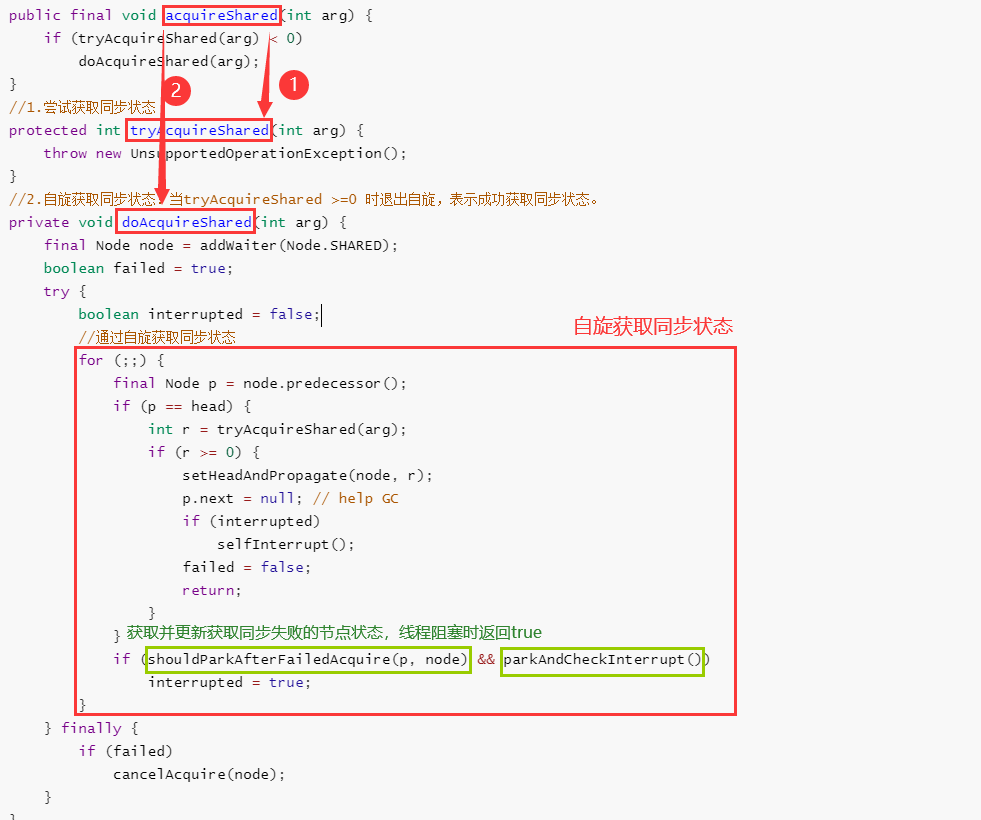 public final void acquireShared(int arg) {
    if (tryAcquireShared(arg) < 0)
        doAcquireShared(arg);
}
2
1
//1.尝试获取同步状态
protected int tryAcquireShared(int arg) {
    throw new UnsupportedOperationException();
}
//2.自旋获取同步状态，当tryAcquireShared >=0 时退出自旋，表示成功获取同步状态。
private void doAcquireShared(int arg) {
    final Node node = addWaiter(Node.SHARED);
    boolean failed = true;
    try {
        boolean interrupted = false;
自旋获取同步状态
        //通过自旋获取同步状态
        for (;;) {
            final Node p = node.predecessor();
            if (p == head) {
                int r = tryAcquireShared(arg);
                if (r >= 0) {
                    setHeadAndPropagate(node, r);
                    p.next = null; // help GC
                    if (interrupted)
                        selfInterrupt();
                    failed = false;
                    return;
                }
            } 获取并更新获取同步失败的节点状态，线程阻塞时返回true
            if (shouldParkAfterFailedAcquire(p, node) && parkAndCheckInterrupt())
                interrupted = true;
        }
    } finally {
        if (failed)
            cancelAcquire(node);
    }
}